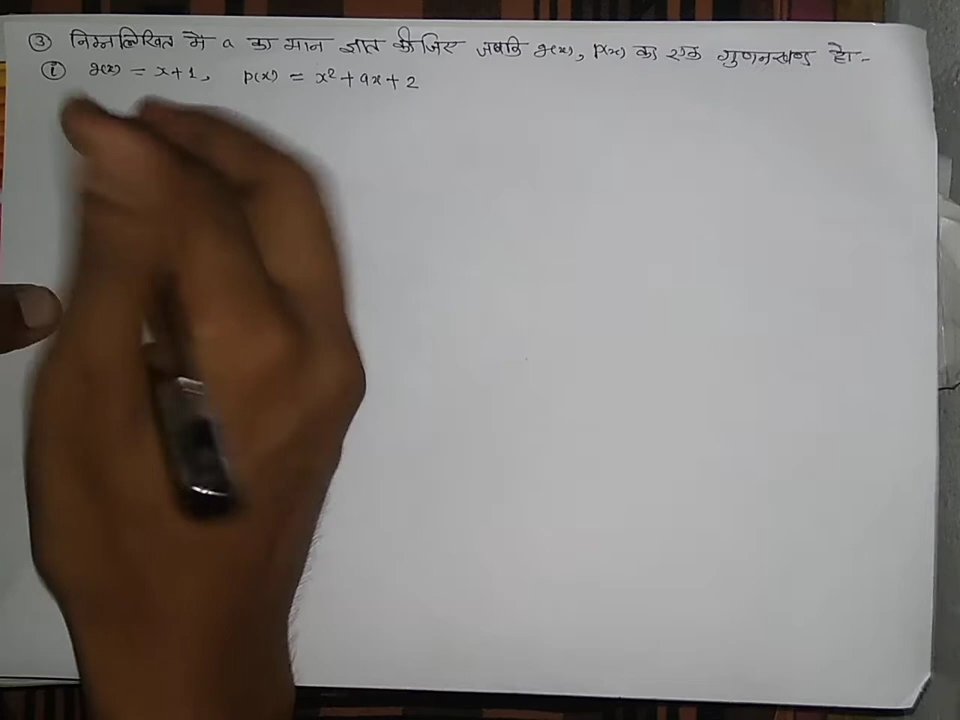 ③ निम्नलिखित में a का मान ज्ञात कीजिए जबकि g(x), p(x) का एक गुणनखण्ड हो-
(i) g(x) = x+1, p(x) = x²+ax+2